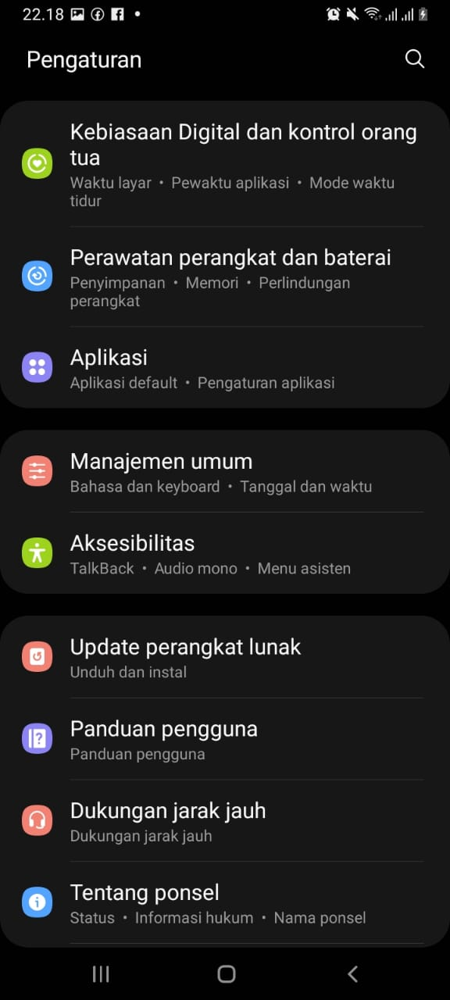 22.18
Pengaturan
Kebiasaan Digital dan kontrol orang
tua
Waktu layar • Pewaktu aplikasi • Mode waktu
tidur
Perawatan perangkat dan baterai
Penyimpanan • Memori • Perlindungan
perangkat
Aplikasi
Aplikasi default • Pengaturan aplikasi
Manajemen umum
Bahasa dan keyboard • Tanggal dan waktu
Aksesibilitas
TalkBack • Audio mono • Menu asisten
Update perangkat lunak
Unduh dan instal
Panduan pengguna
Panduan pengguna
Dukungan jarak jauh
Dukungan jarak jauh
Tentang ponsel
Status • Informasi hukum • Nama ponsel